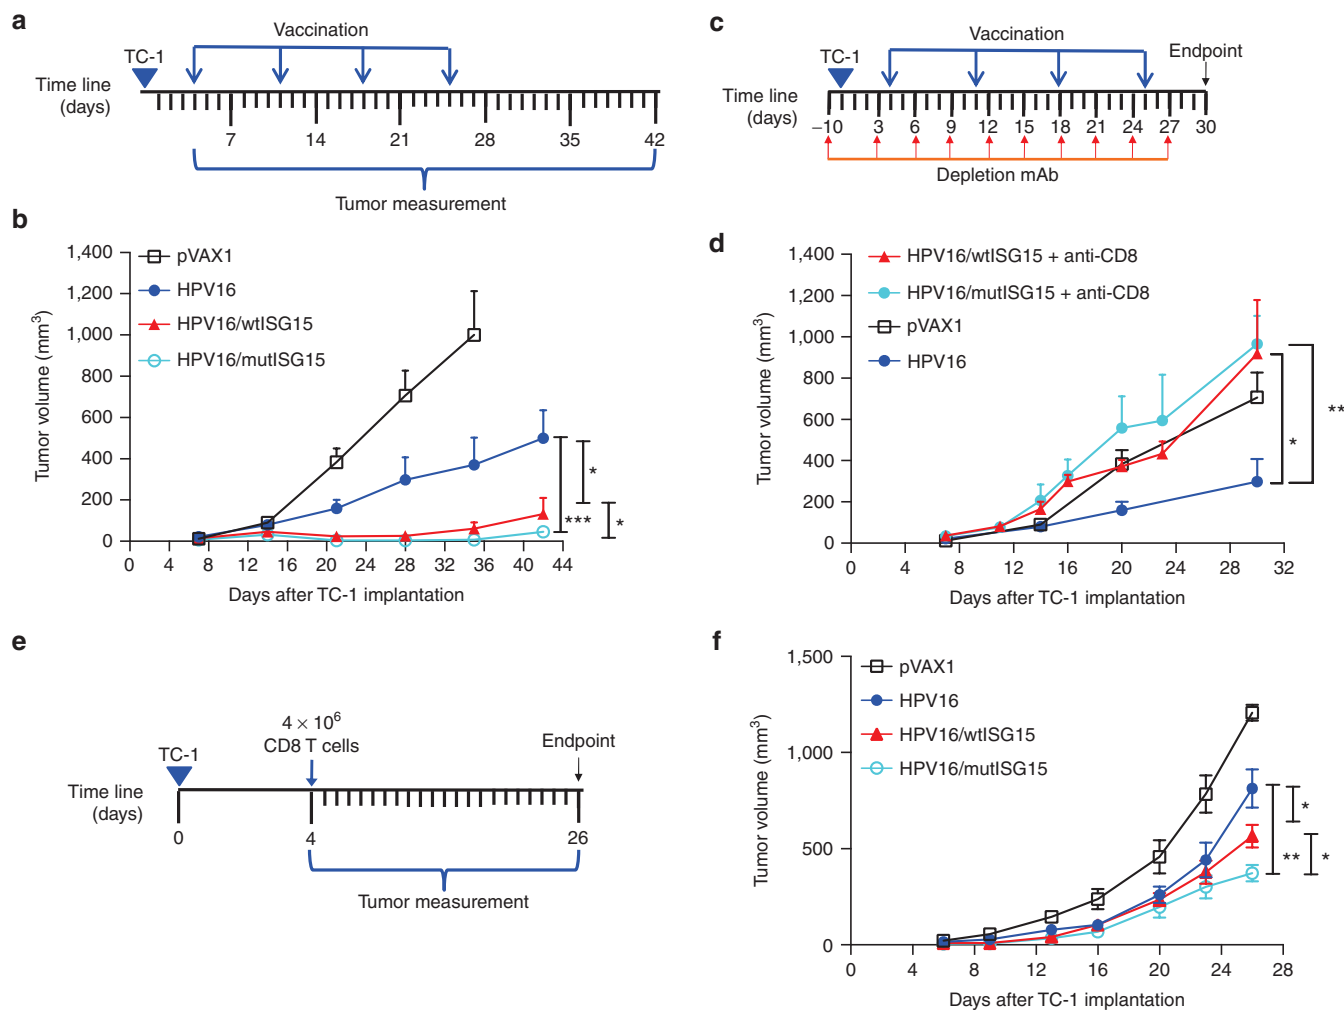 a
Vaccination
TC-1
Time line
(days)
7 14 21 28 35 42
Tumor measurement
b
Tumor volume (mm³)
1,400
1,200
1,000
800
600
400
200
0
pVAX1
HPV16
HPV16/wtISG15
HPV16/mutISG15
*
***
*
0 4 8 12 16 20 24 28 32 36 40 44
Days after TC-1 implantation
c
Vaccination
TC-1
Endpoint
Time line
(days)
–10 3 6 9 12 15 18 21 24 27 30
Depletion mAb
d
Tumor volume (mm³)
1,400
1,200
1,000
800
600
400
200
0
HPV16/wtISG15 + anti-CD8
HPV16/mutISG15 + anti-CD8
pVAX1
HPV16
**
*
0 4 8 12 16 20 24 28 32
Days after TC-1 implantation
e
4 × 10⁶
CD8 T cells
TC-1
Endpoint
Time line
(days)
0 4 26
Tumor measurement
f
Tumor volume (mm³)
1,500
1,000
500
0
pVAX1
HPV16
HPV16/wtISG15
HPV16/mutISG15
*
**
*
0 4 8 12 16 20 24 28
Days after TC-1 implantation